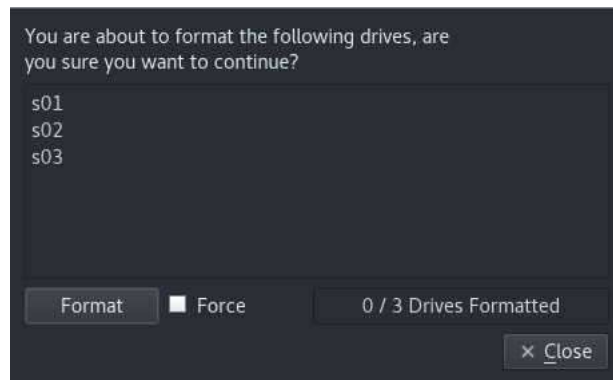 You are about to format the following drives, are
you sure you want to continue?
s01
s02
s03
Format
Force
0 / 3 Drives Formatted
× Close